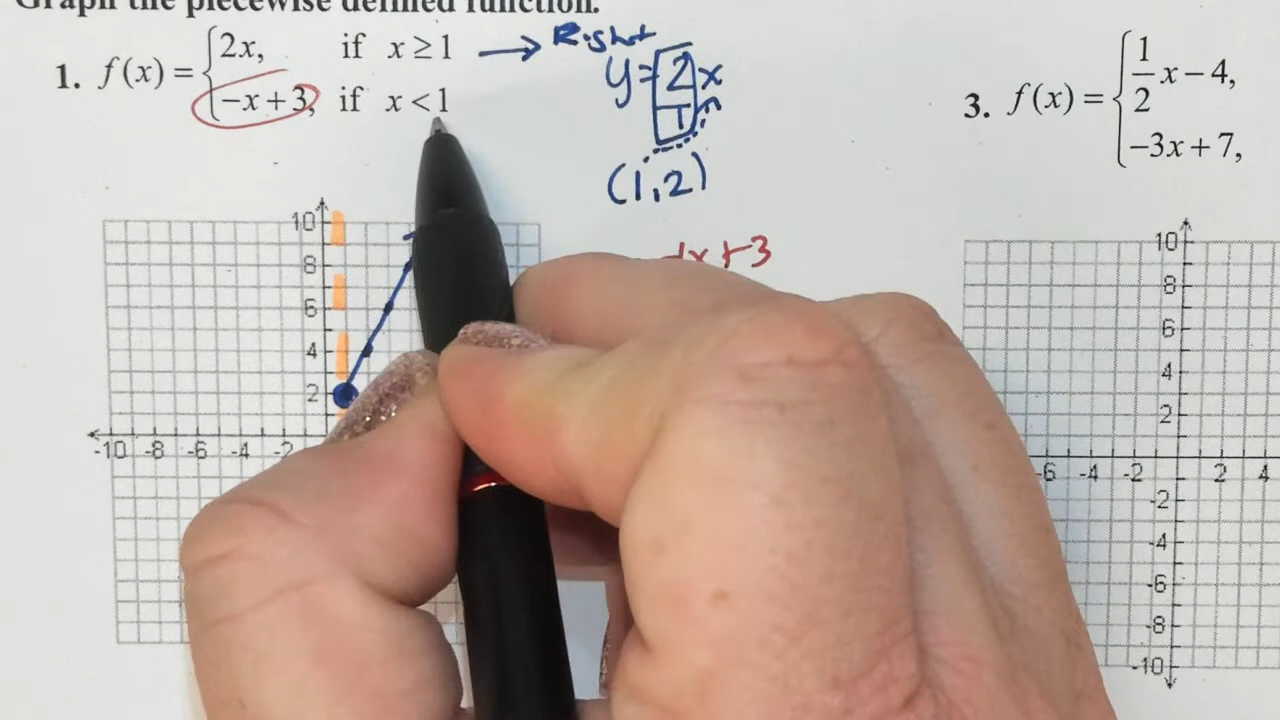 Graph the piecewise defined function.
1. f(x) = { 2x, if x ≥ 1 → Right
−x + 3, if x < 1
y = 2/1 x
(1,2)
x + 3
3. f(x) = { 1/2 x − 4,
−3x + 7,
10
8
6
4
2
-10 -8 -6 -4 -2
10
8
6
4
2
-6 -4 -2 2 4
-2
-4
-6
-8
-10